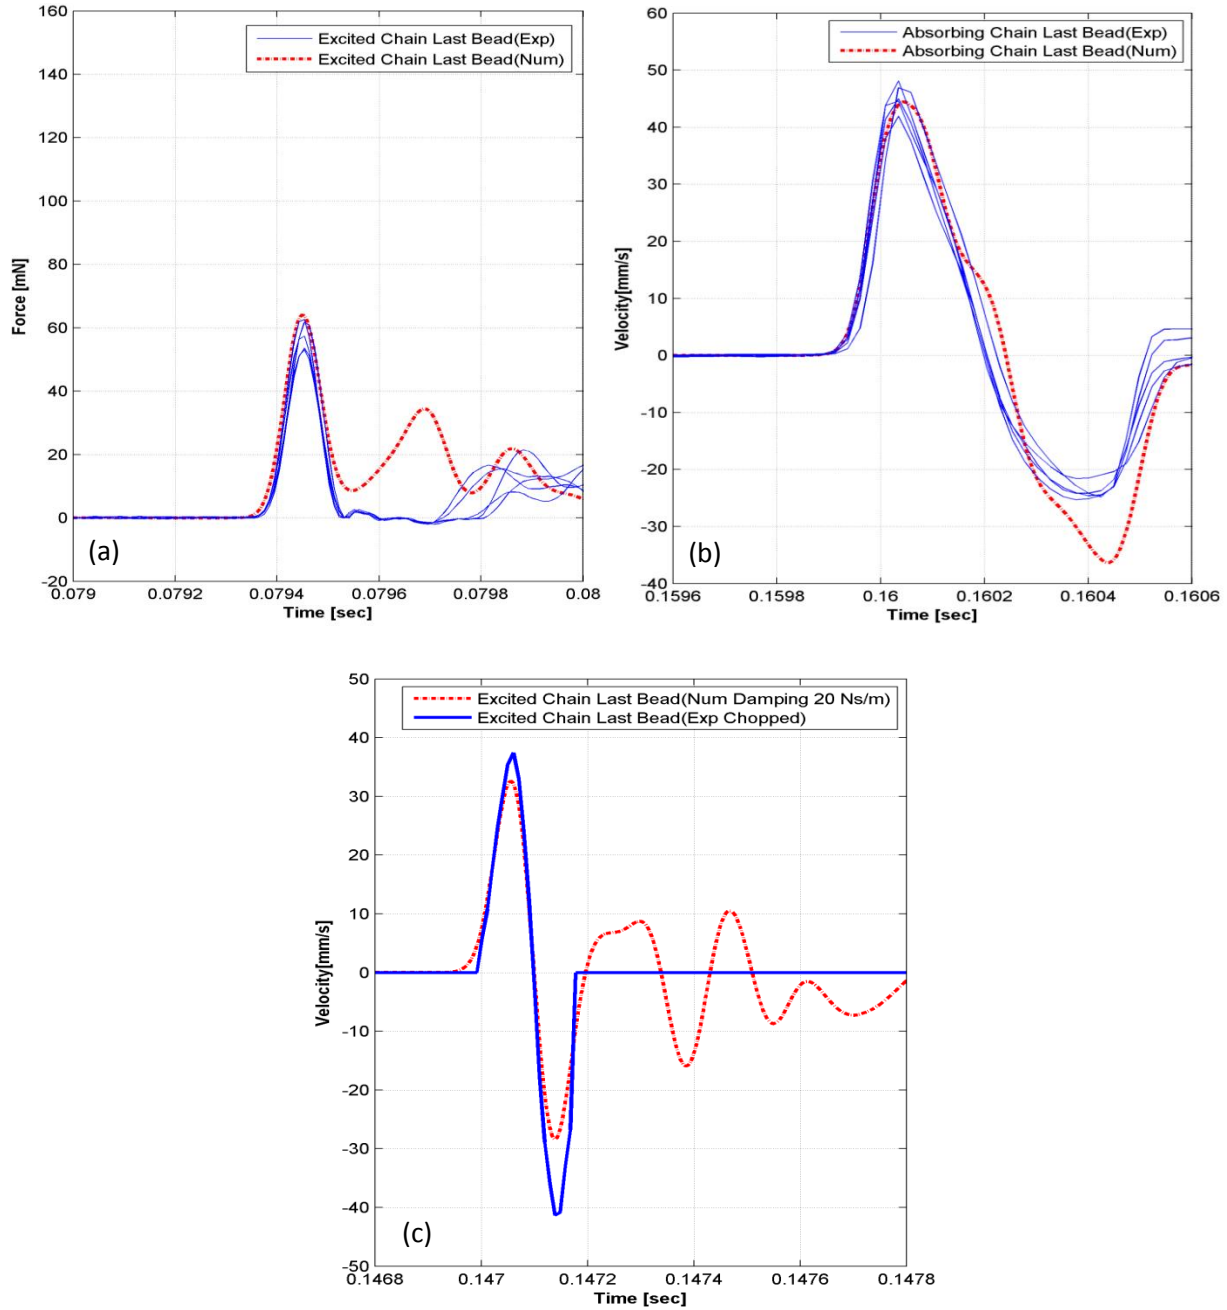 160
140
120
100
80
60
40
20
0
-20
Force [mN]
Excited Chain Last Bead(Exp)
Excited Chain Last Bead(Num)
(a)
0.079 0.0792 0.0794 0.0796 0.0798 0.08
Time [sec]
60
50
40
30
20
10
0
-10
-20
-30
-40
Velocity[mm/s]
Absorbing Chain Last Bead(Exp)
Absorbing Chain Last Bead(Num)
(b)
0.1596 0.1598 0.16 0.1602 0.1604 0.1606
Time [sec]
50
40
30
20
10
0
-10
-20
-30
-40
-50
Velocity[mm/s]
Excited Chain Last Bead(Num Damping 20 Ns/m)
Excited Chain Last Bead(Exp Chopped)
(c)
0.1468 0.147 0.1472 0.1474 0.1476 0.1478
Time [sec]